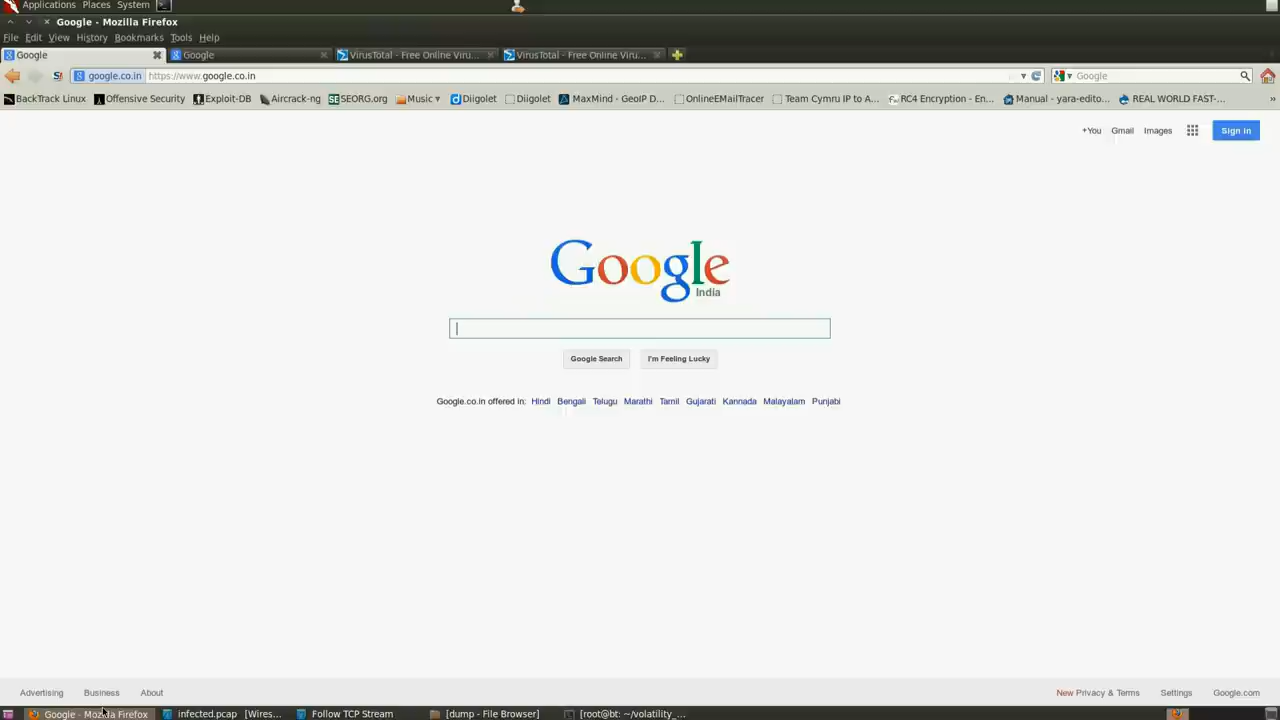 Applications Places System
Google - Mozilla Firefox
File Edit View History Bookmarks Tools Help
Google Google VirusTotal - Free Online Viru... VirusTotal - Free Online Viru...
google.co.in https://www.google.co.in Google
BackTrack Linux Offensive Security Exploit-DB Aircrack-ng SEORG.org Music Diigolet Diigolet MaxMind - GeoIP D... OnlineEMailTracer Team Cymru IP to A... RC4 Encryption - En... Manual - yara-edito... REAL WORLD FAST-... »
+You Gmail Images Sign in
Google
India
Google Search I'm Feeling Lucky
Google.co.in offered in: Hindi Bengali Telugu Marathi Tamil Gujarati Kannada Malayalam Punjabi
Advertising Business About New Privacy & Terms Settings Google.com
Google - Mozilla Firefox infected.pcap [Wires... Follow TCP Stream [dump - File Browser] [root@bt: ~/volatility_...